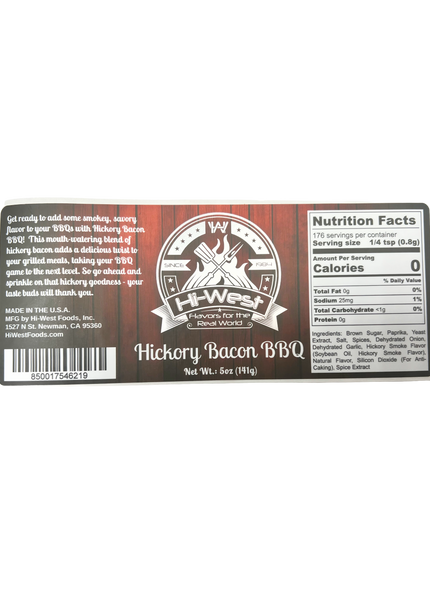 Get ready to add some smokey, savory
flavor to your BBQs with Hickory Bacon
BBQ! This mouth-watering blend of
hickory bacon adds a delicious twist to
your grilled meals, taking your BBQ
game to the next level. So go ahead and
sprinkle on that hickory goodness - your
taste buds will thank you.
MADE IN THE U.S.A.
MFG by Hi-West Foods, Inc.
1527 N St. Newman, CA 95360
HiWestFoods.com
850017546219
SINCE 1984
Hi-West
Flavors for the
Real World
Hickory Bacon BBQ
Net Wt.: 5oz (141g)
Nutrition Facts
176 servings per container
Serving size 1/4 tsp (0.8g)
Amount Per Serving
Calories 0
% Daily Value
Total Fat 0g 0%
Sodium 25mg 1%
Total Carbohydrate <1g 0%
Protein 0g
Ingredients: Brown Sugar, Paprika, Yeast
Extract, Salt, Spices, Dehydrated Onion,
Dehydrated Garlic, Hickory Smoke Flavor
(Soybean Oil, Hickory Smoke Flavor),
Natural Flavor, Silicon Dioxide (For Anti-
Caking), Spice Extract